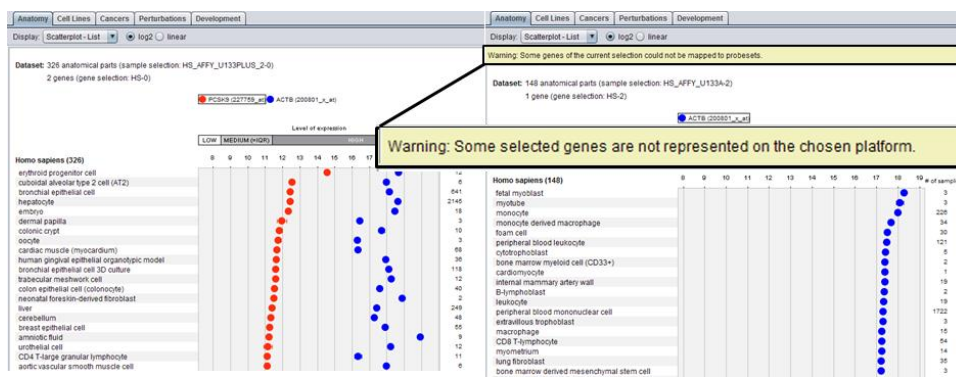 Anatomy Cell Lines Cancers Perturbations Development
Display: Scatterplot - List log2 linear
Dataset: 326 anatomical parts (sample selection: HS_AFFY_U133PLUS_2-0)
2 genes (gene selection: HS-0)
PCSK9 (227759_at) ACTB (200801_x_at)
Level of expression
LOW MEDIUM (IQR) HIGH
Homo sapiens (326) 8 9 10 11 12 13 14 15 16 17
erythroid progenitor cell 12
cuboidal alveolar type 2 cell (AT2) 6
bronchial epithelial cell 641
hepatocyte 2145
embryo 18
dermal papilla 3
colonic crypt 10
oocyte 3
cardiac muscle (myocardium) 68
human gingival epithelial organotypic model 36
bronchial epithelial cell 3D culture 118
trabecular meshwork cell 12
colon epithelial cell (colonocyte) 40
neonatal foreskin-derived fibroblast 2
liver 249
cerebellum 48
breast epithelial cell 55
amniotic fluid 9
urothelial cell 12
CD4 T-large granular lymphocyte 11
aortic vascular smooth muscle cell 6
Anatomy Cell Lines Cancers Perturbations Development
Display: Scatterplot - List log2 linear
Warning: Some genes of the current selection could not be mapped to probesets.
Dataset: 148 anatomical parts (sample selection: HS_AFFY_U133A-2)
1 gene (gene selection: HS-2)
ACTB (200801_x_at)
Warning: Some selected genes are not represented on the chosen platform.
Homo sapiens (148) 8 9 10 11 12 13 14 15 16 17 18 19 # of sampl
fetal myoblast 3
myotube 3
monocyte 226
monocyte derived macrophage 34
foam cell 30
peripheral blood leukocyte 121
cytotrophoblast 5
bone marrow myeloid cell (CD33+) 2
cardiomyocyte 1
internal mammary artery wall 19
B-lymphoblast 2
leukocyte 19
peripheral blood mononuclear cell 1722
extravillous trophoblast 3
macrophage 15
CD8 T-lymphocyte 54
myometrium 14
lung fibroblast 35
bone marrow derived mesenchymal stem cell 3